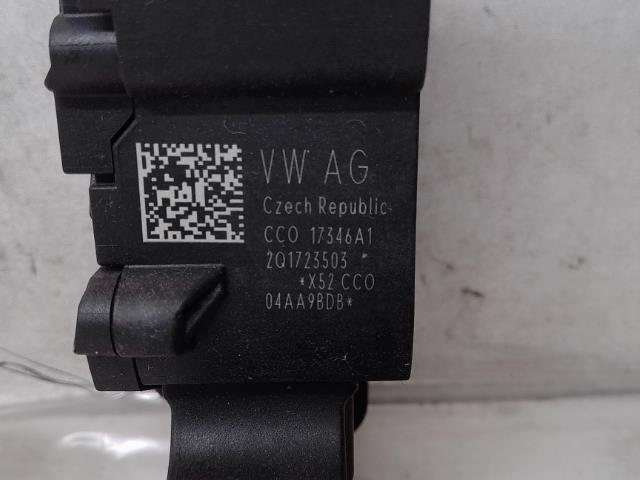 VW AG
Czech Republic
CCO 17346A1
2Q1723503
*X52 CCO
04AA9BDB*